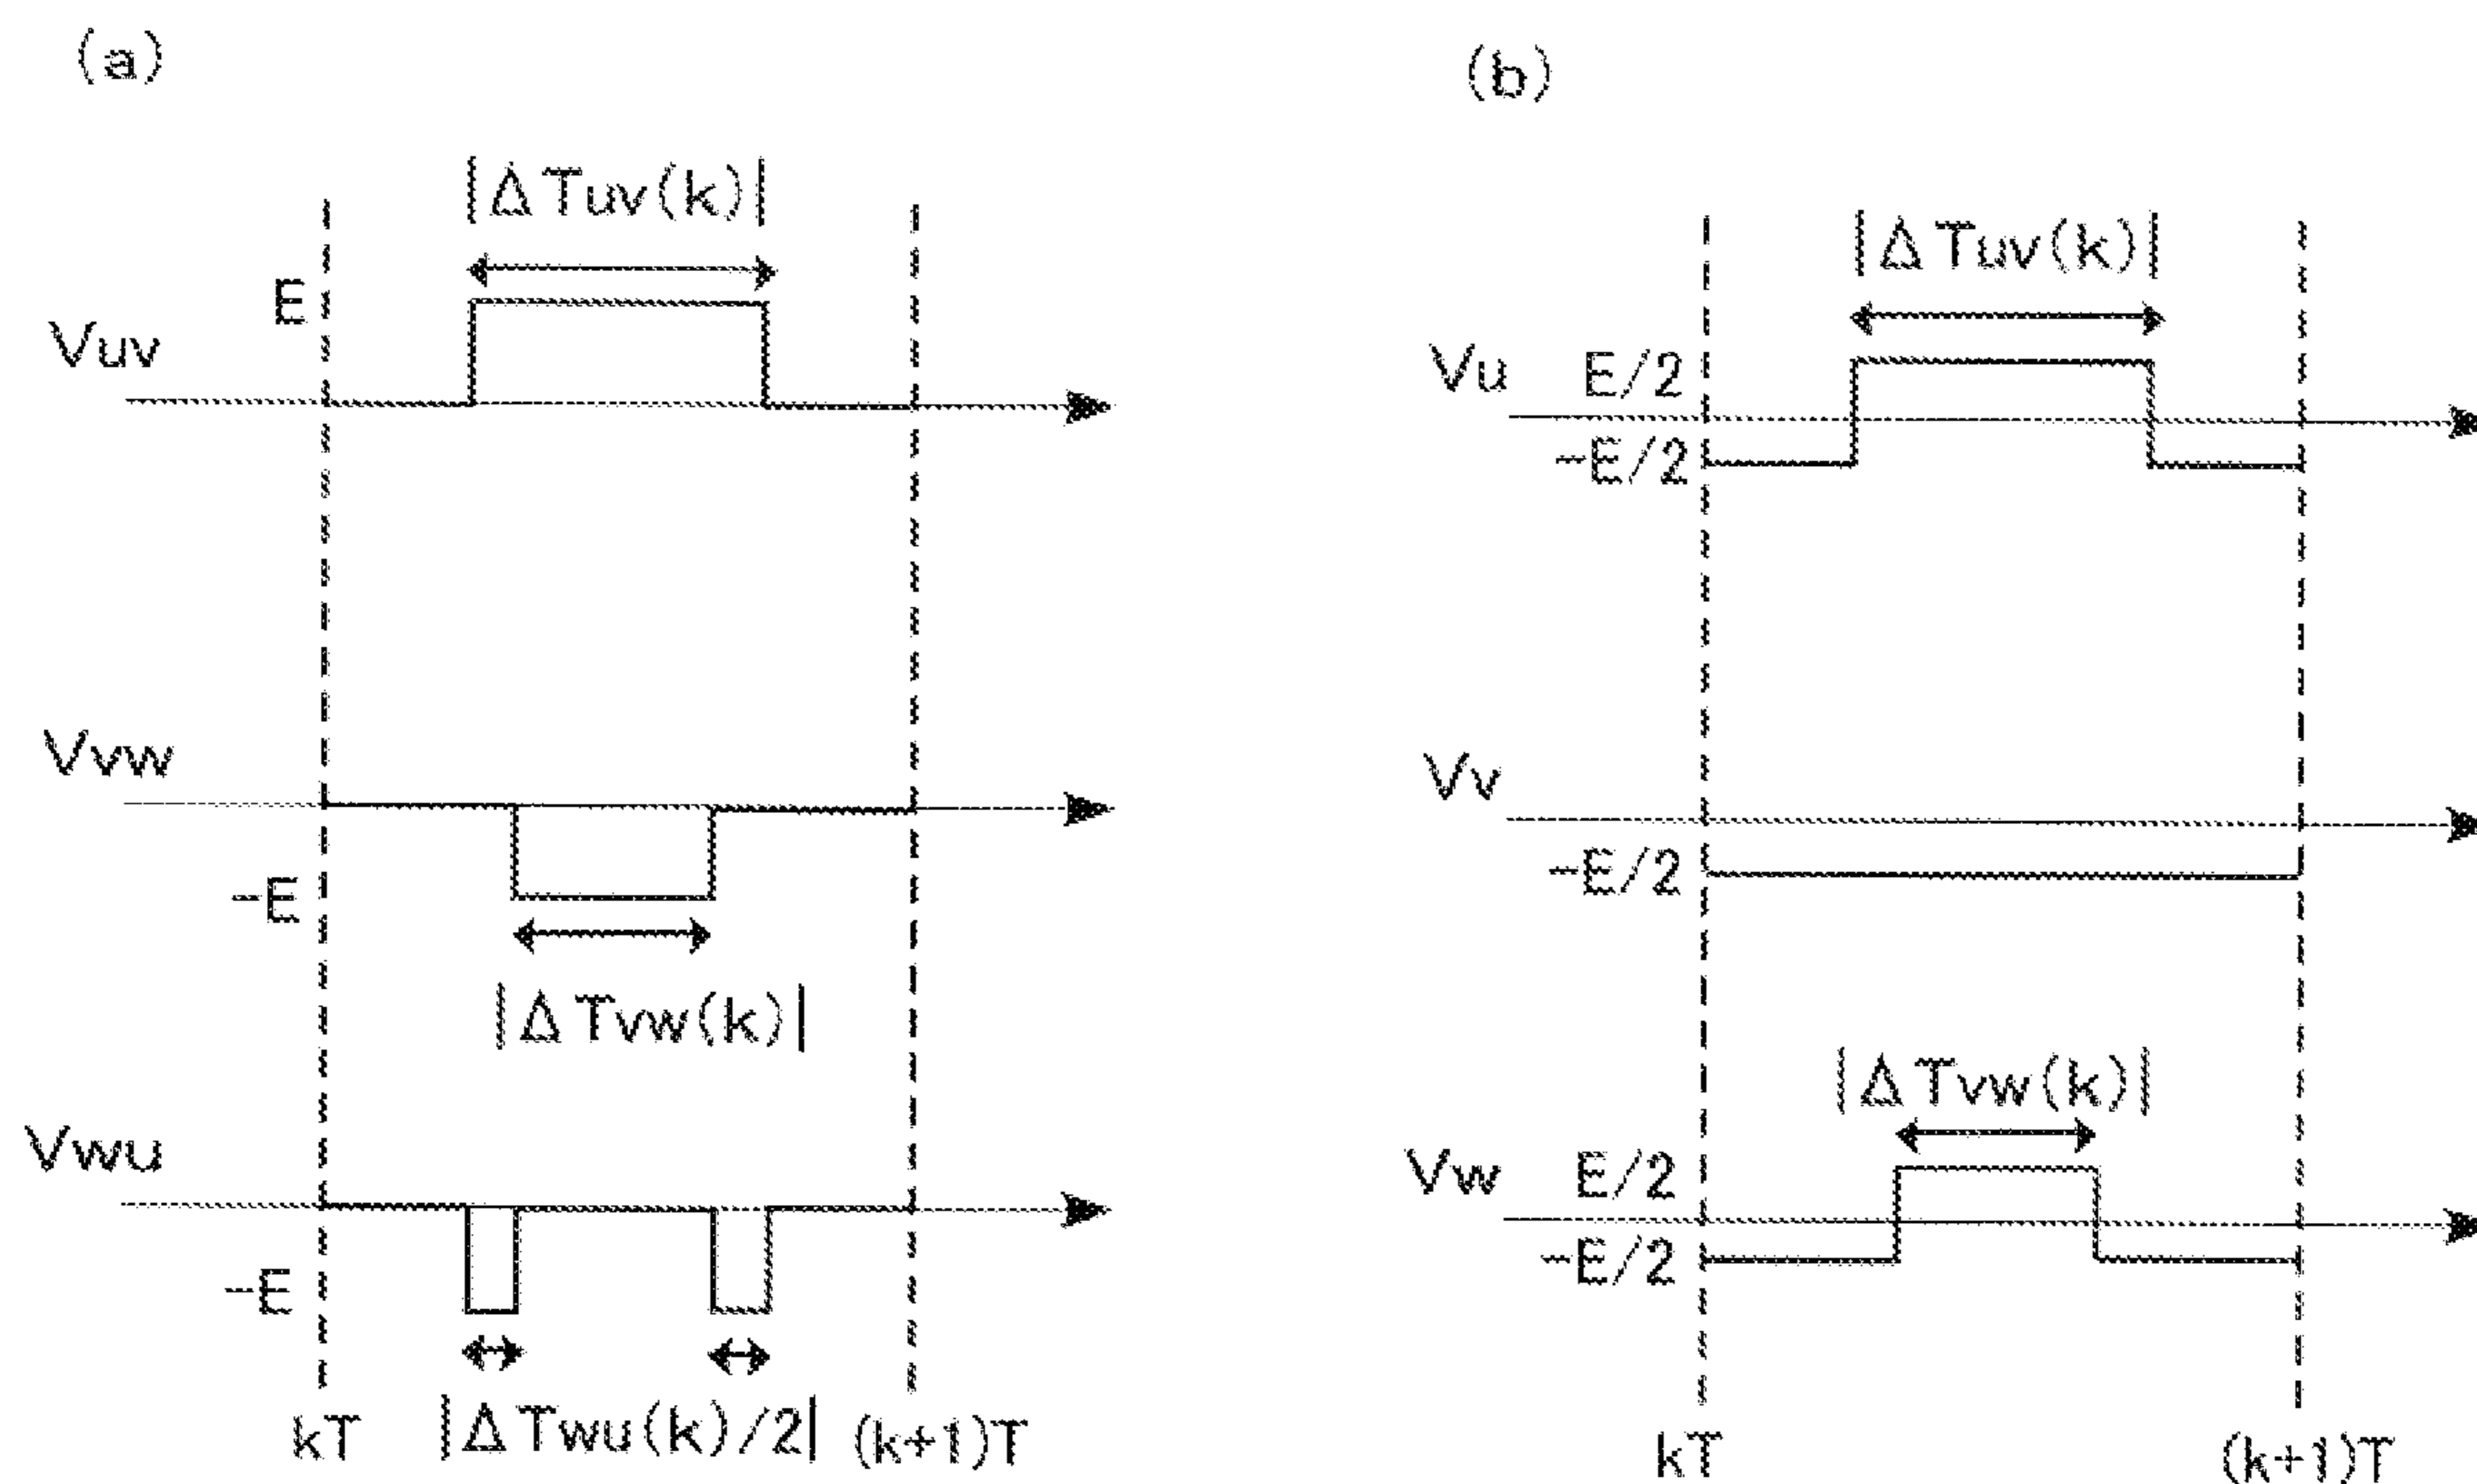 (a)
|ΔTuv(k)|
E
Vuv
Vvw
-E
|ΔTvw(k)|
Vwu
-E
kT
|ΔTwu(k)/2|
(k+1)T
(b)
|ΔTuv(k)|
Vu E/2
-E/2
Vv
-E/2
|ΔTvw(k)|
Vw E/2
-E/2
kT
(k+1)T